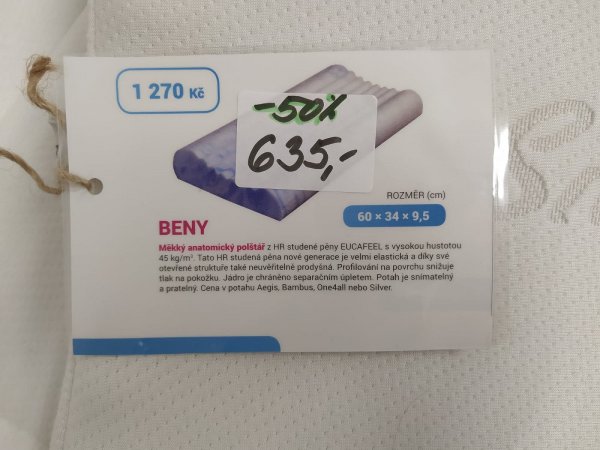 1 270 Kč
-50%
635,-
ROZMĚR (cm)
60 × 34 × 9,5
BENY
Měkký anatomický polštář z HR studené pěny EUCAFEEL s vysokou hustotou
45 kg/m³. Tato HR studená pěna nové generace je velmi elastická a díky své
otevřené struktuře také neuvěřitelně prodyšná. Profilování na povrchu snižuje
tlak na pokožku. Jádro je chráněno separačním úpletem. Potah je snímatelný
a pratelný. Cena v potahu Aegis, Bambus, One4all nebo Silver.